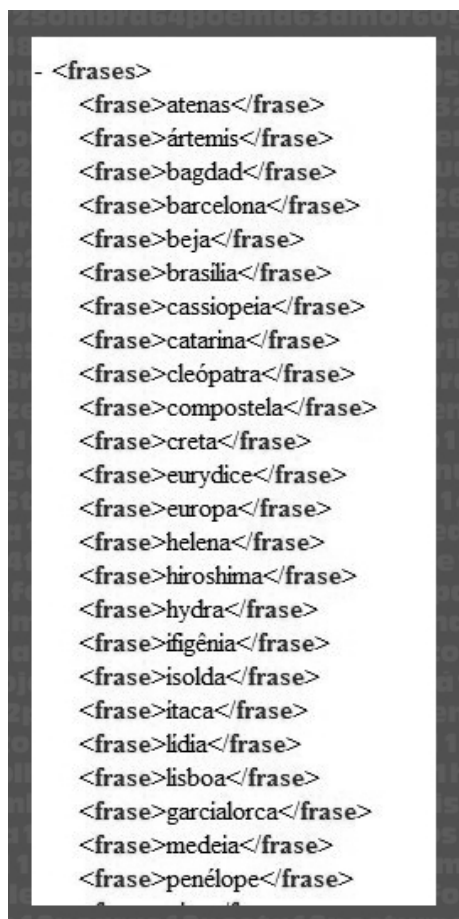 - <frases>
<frase>atenas</frase>
<frase>ártemis</frase>
<frase>bagdad</frase>
<frase>barcelona</frase>
<frase>beja</frase>
<frase>brasília</frase>
<frase>cassiopeia</frase>
<frase>catarina</frase>
<frase>cleópatra</frase>
<frase>compostela</frase>
<frase>creta</frase>
<frase>eurydice</frase>
<frase>europa</frase>
<frase>helena</frase>
<frase>hiroshima</frase>
<frase>hydra</frase>
<frase>ifigênia</frase>
<frase>isolda</frase>
<frase>itaca</frase>
<frase>lídia</frase>
<frase>lisboa</frase>
<frase>garcialorca</frase>
<frase>medeia</frase>
<frase>penélope</frase>